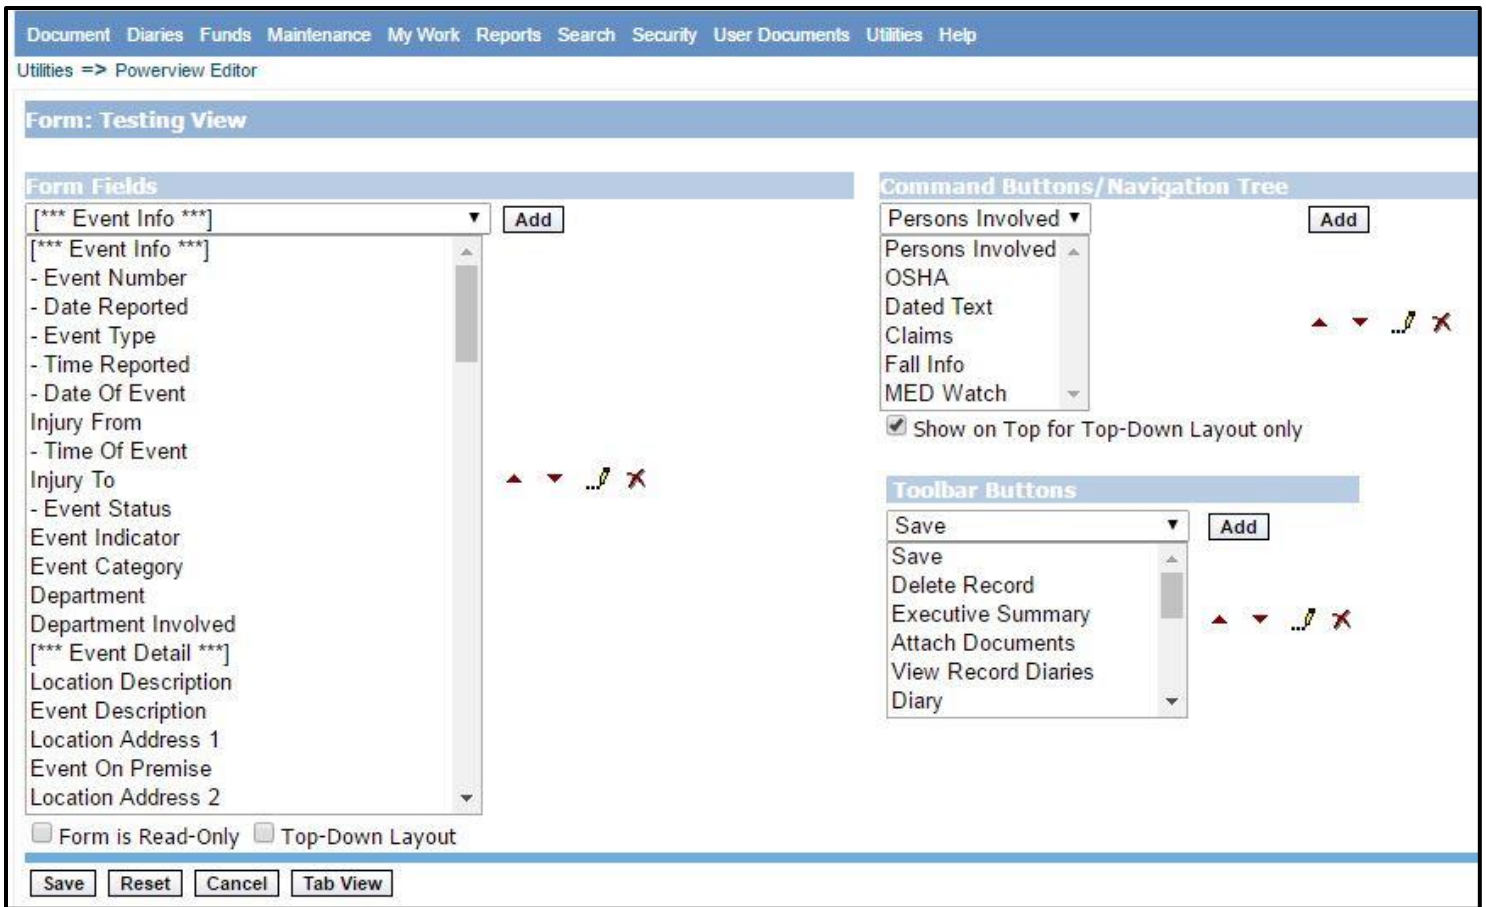 Document Diaries Funds Maintenance My Work Reports Search Security User Documents Utilities Help
Utilities => Powerview Editor
Form: Testing View
Form Fields
[*** Event Info ***]
Add
[*** Event Info ***]
- Event Number
- Date Reported
- Event Type
- Time Reported
- Date Of Event
Injury From
- Time Of Event
Injury To
- Event Status
Event Indicator
Event Category
Department
Department Involved
[*** Event Detail ***]
Location Description
Event Description
Location Address 1
Event On Premise
Location Address 2
Form is Read-Only Top-Down Layout
Command Buttons/Navigation Tree
Persons Involved
Add
Persons Involved
OSHA
Dated Text
Claims
Fall Info
MED Watch
Show on Top for Top-Down Layout only
Toolbar Buttons
Save
Add
Save
Delete Record
Executive Summary
Attach Documents
View Record Diaries
Diary
Save Reset Cancel Tab View